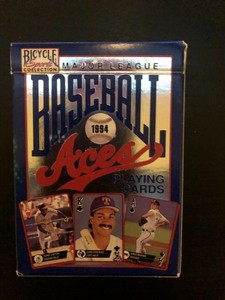 BICYCLE
Sports
COLLECTION
MAJOR LEAGUE
BASEBALL
1994
Aces
PLAYING
CARDS
T